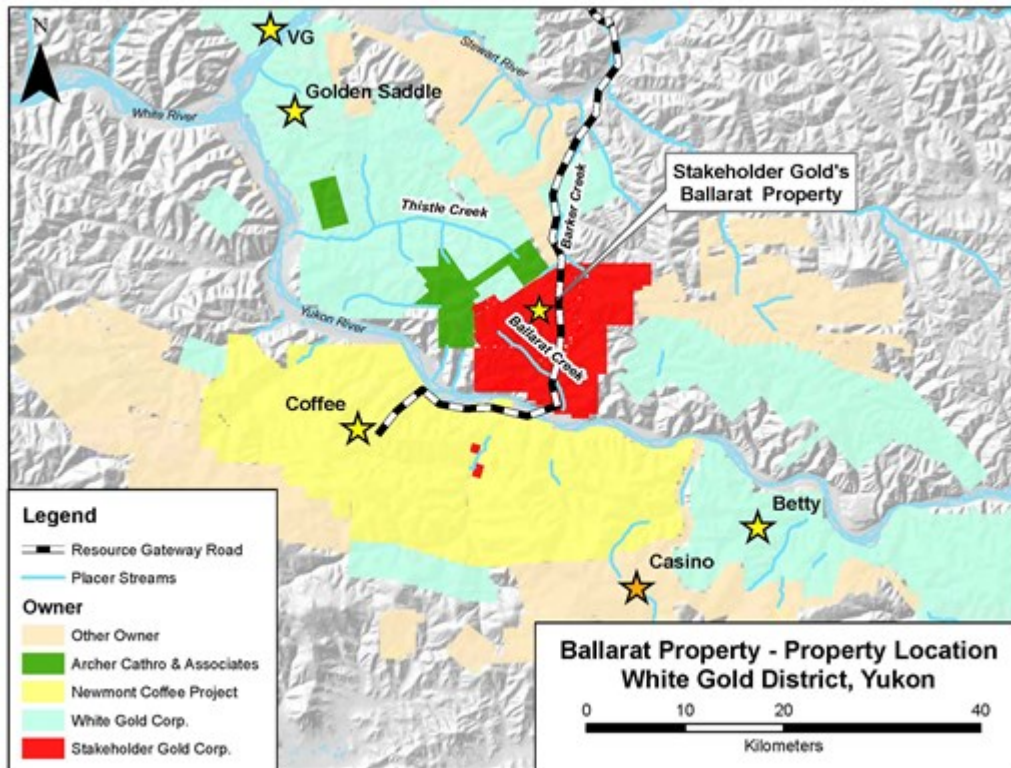 N
VG
Stewart River
Golden Saddle
White River
Stakeholder Gold's
Ballarat Property
Barker Creek
Thistle Creek
Yukon River
Ballarat Creek
Coffee
Betty
Casino
Legend
Resource Gateway Road
Placer Streams
Owner
Other Owner
Archer Cathro & Associates
Newmont Coffee Project
White Gold Corp.
Stakeholder Gold Corp.
Ballarat Property - Property Location
White Gold District, Yukon
0 10 20 40
Kilometers